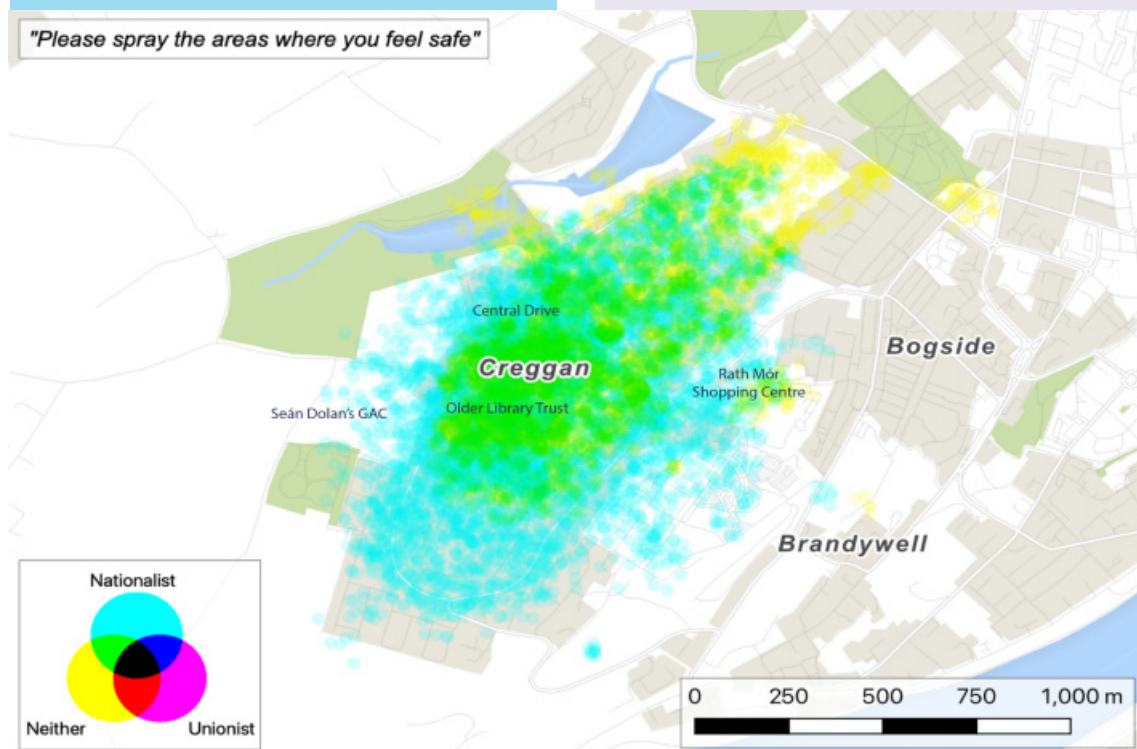 "Please spray the areas where you feel safe"
Central Drive
Creggan
Bogside
Rath Mór
Shopping Centre
Seán Dolan's GAC
Older Library Trust
Brandywell
Nationalist
Neither
Unionist
0 250 500 750 1,000 m